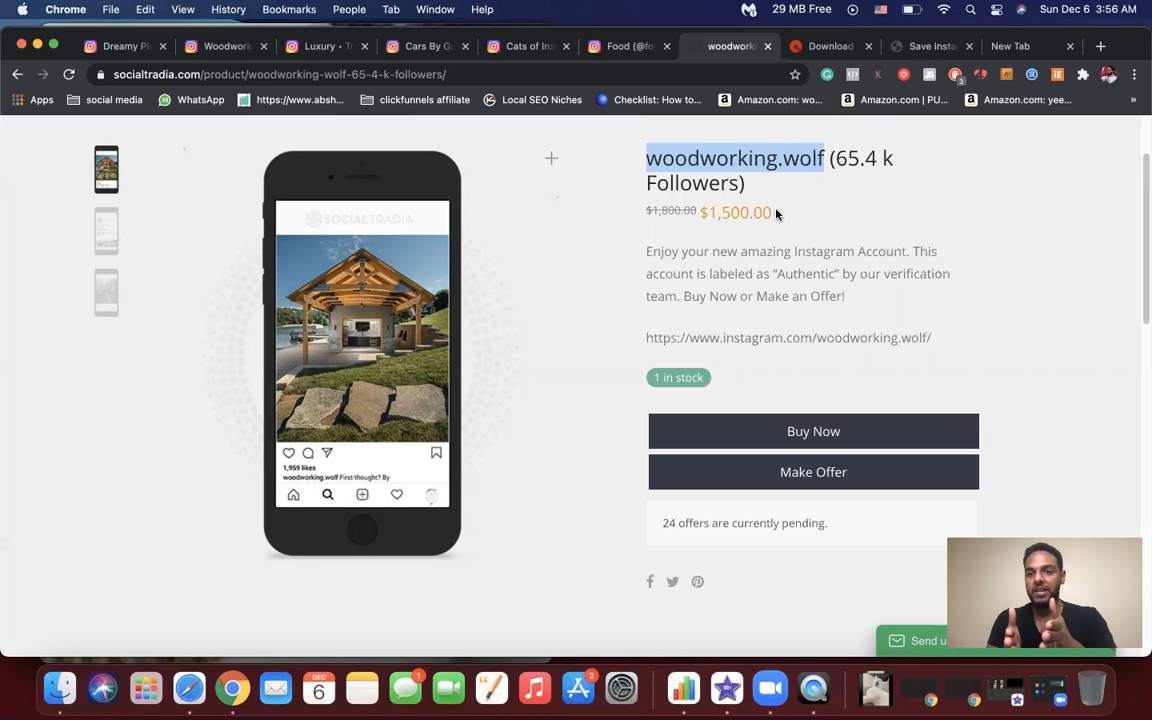 Chrome File Edit View History Bookmarks People Tab Window Help 29 MB Free Sun Dec 6 3:56 AM
Dreamy Pl Woodwork Luxury • Tr Cars By Gu Cats of Ins Food (@fo woodworki Download Save Insta New Tab
socialtradia.com/product/woodworking-wolf-65-4-k-followers/
Apps social media WhatsApp https://www.absh... clickfunnels affiliate Local SEO Niches Checklist: How to... Amazon.com: wo... Amazon.com | PU... Amazon.com: yee... »
woodworking.wolf (65.4 k
Followers)
$1,800.00 $1,500.00
Enjoy your new amazing Instagram Account. This
account is labeled as “Authentic” by our verification
team. Buy Now or Make an Offer!
https://www.instagram.com/woodworking.wolf/
1 in stock
Buy Now
Make Offer
24 offers are currently pending.
SOCIALTRADIA
1,959 likes
woodworking.wolf First thought? By
Send u
DEC
6
1
2